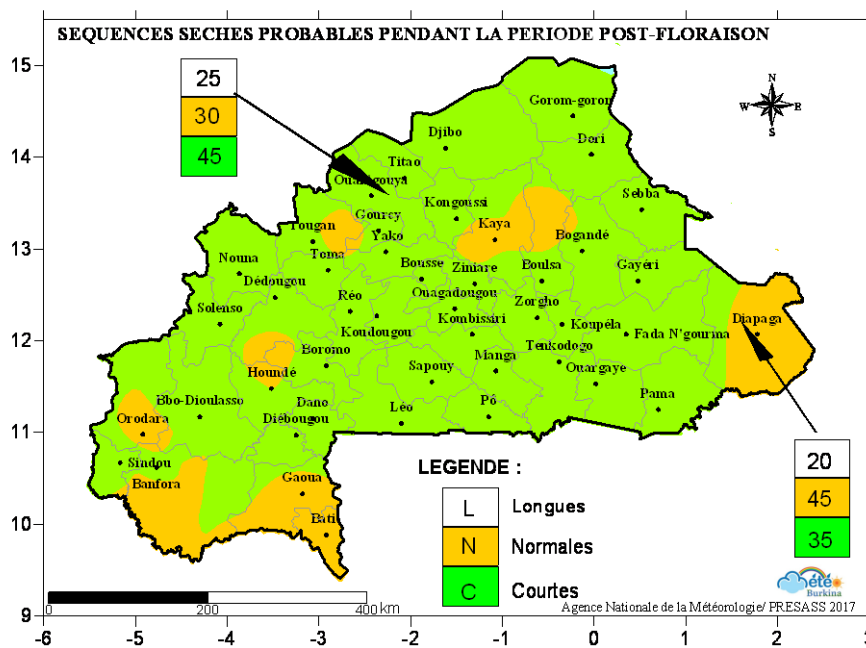 SEQUENCES SECHES PROBABLES PENDANT LA PERIODE POST-FLORAISON
15
14
13
12
11
10
9
25
30
45
N
W E
S
Gorom-gorom
Djibo
Dori
Titao
Ouahigouya
Sebba
Kongoussi
Gourcy
Kaya
Tougan
Yako
Bogandé
Nouna
Toma
Bousse
Ziniare
Boulsa
Gayéri
Dédougou
Réo
Ouagadougou
Zorgho
Solenso
Koudougou
Kombissiri
Koupéla
Fada N'gourma
Diapaga
Boromo
Tenkodogo
Houndé
Sapouy
Manga
Ouargaye
Bbo-Dioulasso
Dano
Pama
Orodara
Diébougou
Léo
Pô
Sindou
Banfora
Gaoua
Bati
20
45
35
LEGENDE :
L Longues
N Normales
C Courtes
été
Burkina
Agence Nationale de la Météorologie/ PRESASS 2017
0 200 400 km
-6 -5 -4 -3 -2 -1 0 1 2 3